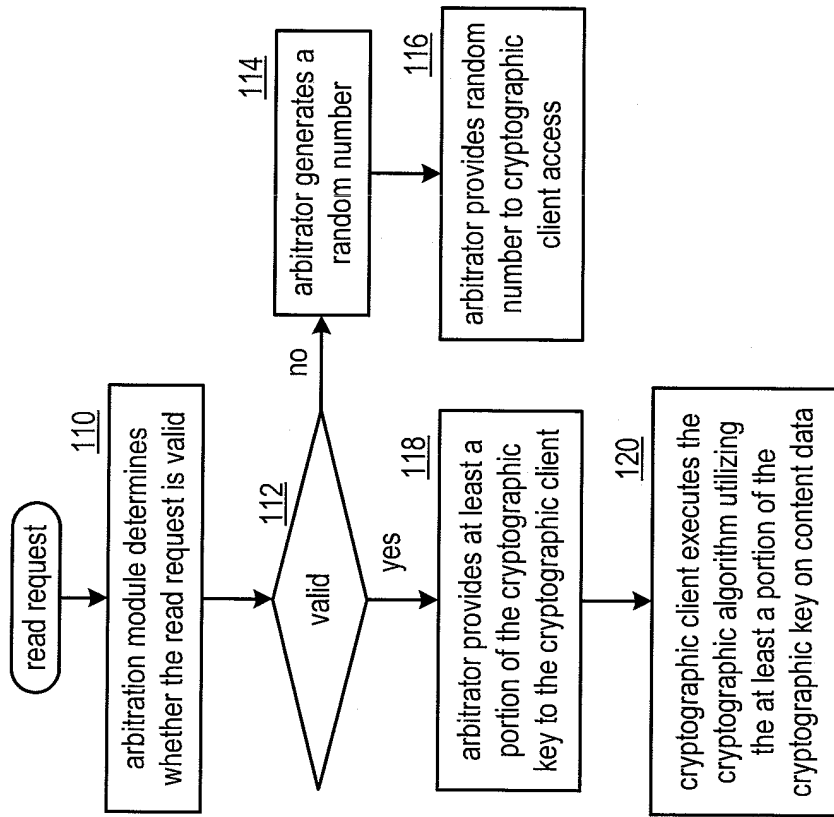 read request
110
arbitration module determines
whether the read request is valid
112
valid
no
114
arbitrator generates a
random number
116
arbitrator provides random
number to cryptographic
client access
yes
118
arbitrator provides at least a
portion of the cryptographic
key to the cryptographic client
120
cryptographic client executes the
cryptographic algorithm utilizing
the at least a portion of the
cryptographic key on content data